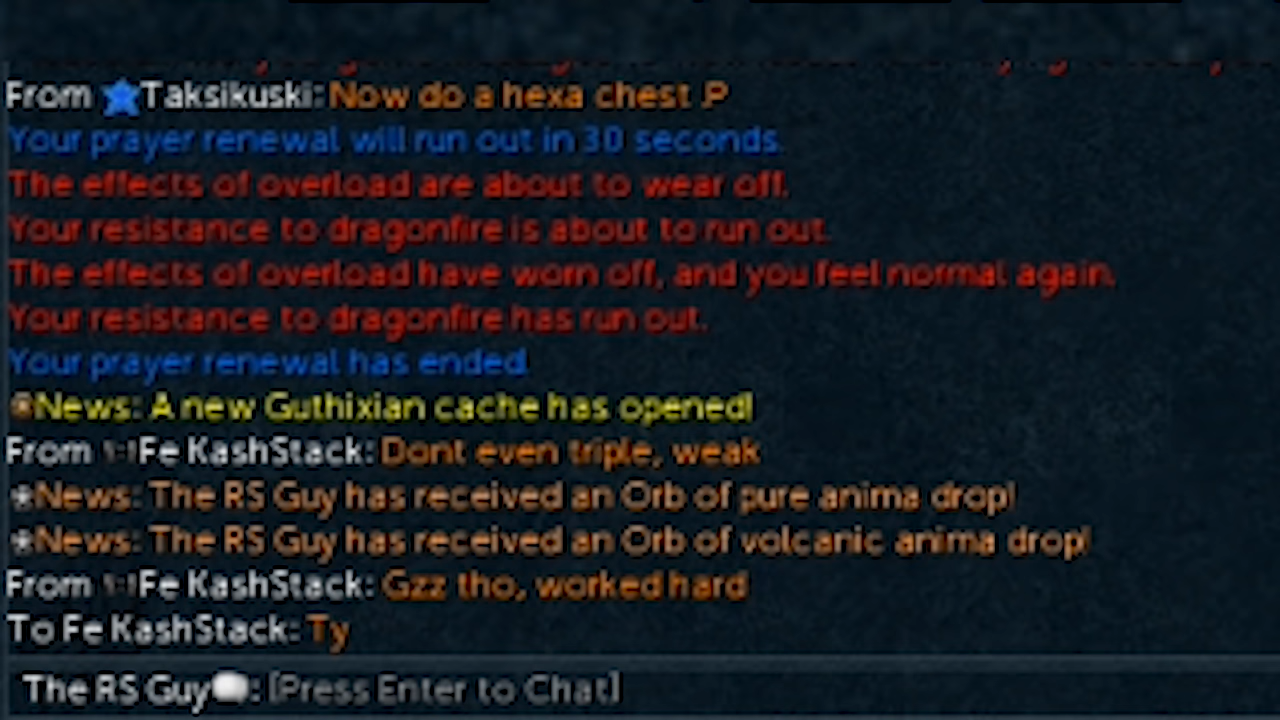 From Taksikuski: Now do a hexa chest :P
Your prayer renewal will run out in 30 seconds.
The effects of overload are about to wear off.
Your resistance to dragonfire is about to run out.
The effects of overload have worn off, and you feel normal again.
Your resistance to dragonfire has run out.
Your prayer renewal has ended.
News: A new Guthixian cache has opened!
From Fe KashStack: Dont even triple, weak
News: The RS Guy has received an Orb of pure anima drop!
News: The RS Guy has received an Orb of volcanic anima drop!
From Fe KashStack: Gzz tho, worked hard
To Fe KashStack: Ty
The RS Guy: [Press Enter to Chat]